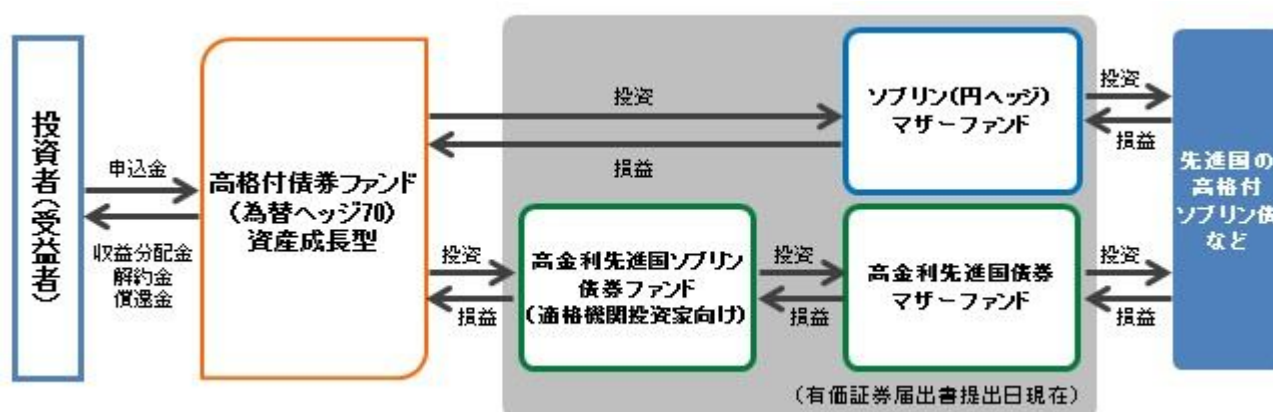 投資者(受益者)
申込金
収益分配金
解約金
償還金
高格付債券ファンド
(為替ヘッジ70)
資産成長型
投資
損益
投資
損益
高金利先進国ソブリン
債券ファンド
(適格機関投資家向け)
投資
損益
ソブリン(円ヘッジ)
マザーファンド
高金利先進国債券
マザーファンド
投資
損益
投資
損益
先進国の
高格付
ソブリン債
など
(有価証券届出書提出日現在)